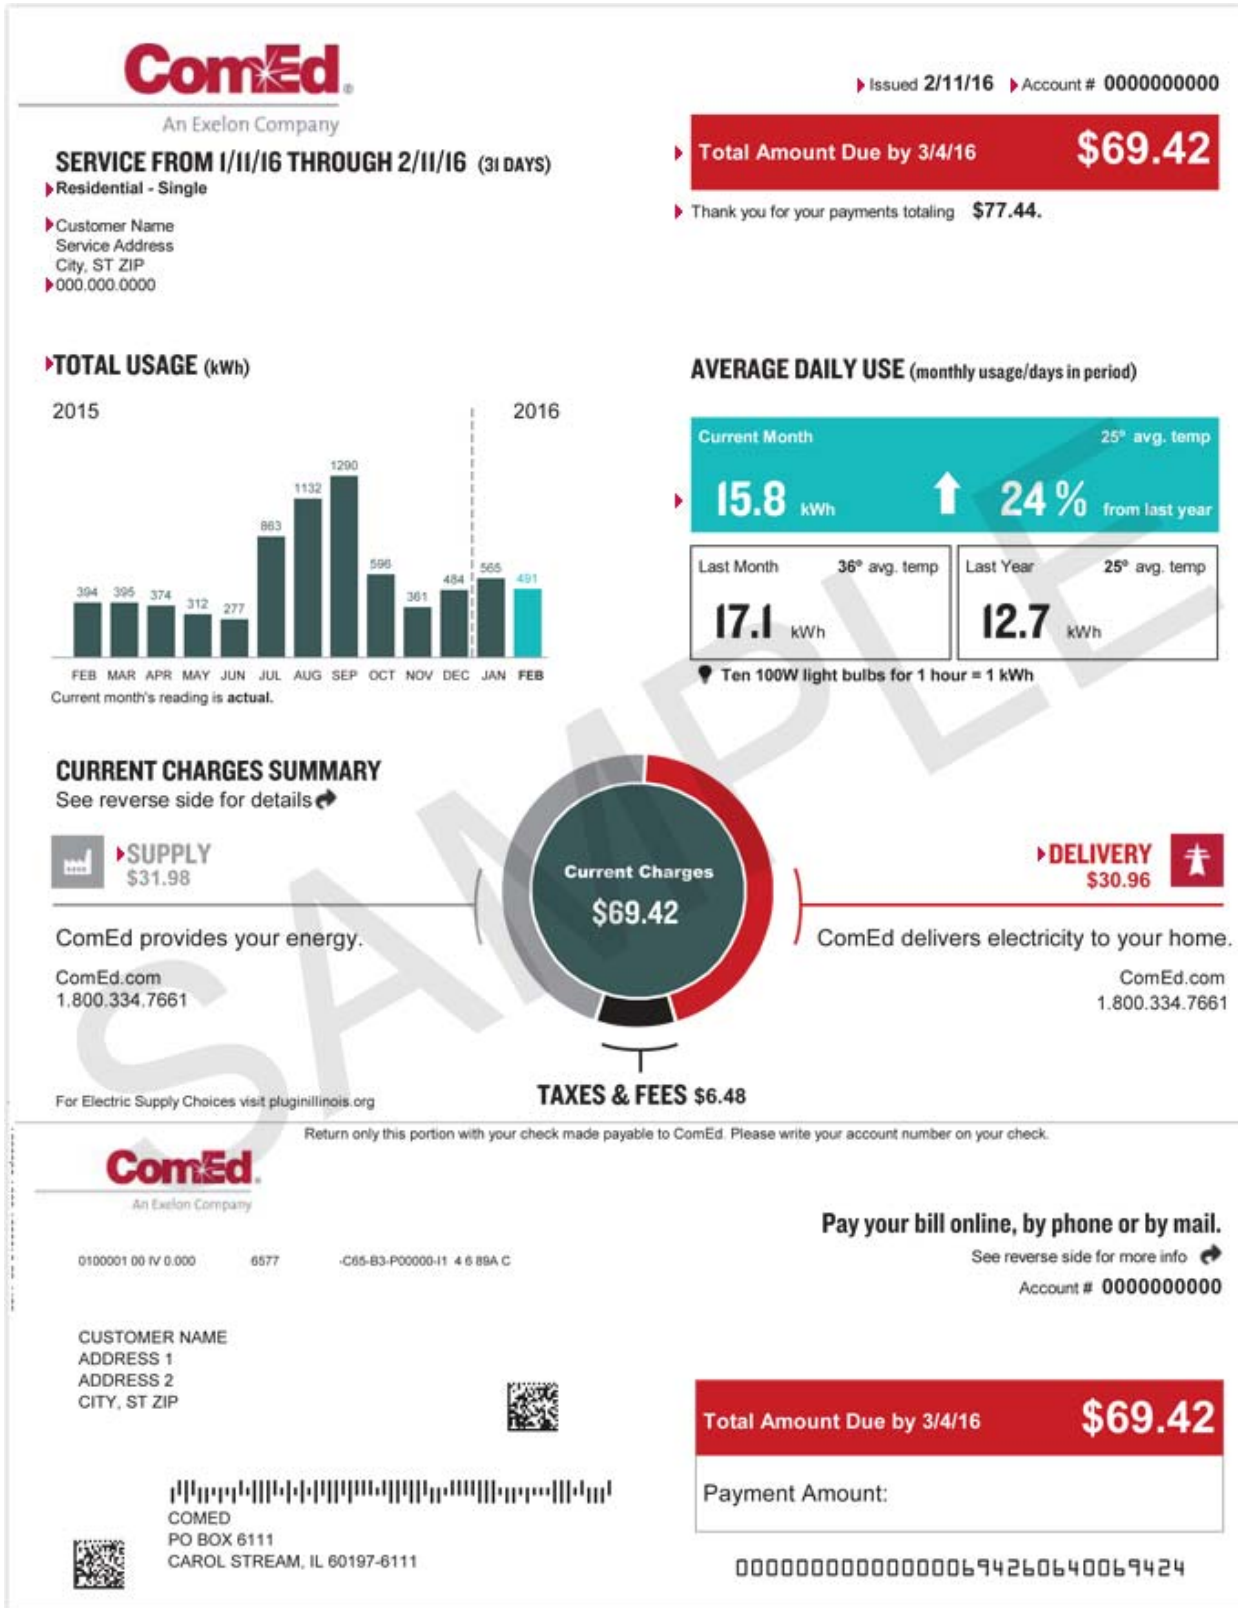 ComEd®
An Exelon Company
Issued 2/11/16 Account # 0000000000
SERVICE FROM 1/11/16 THROUGH 2/11/16 (31 DAYS)
Residential - Single
Customer Name
Service Address
City, ST ZIP
000.000.0000
Total Amount Due by 3/4/16 $69.42
Thank you for your payments totaling $77.44.
TOTAL USAGE (kWh)
2015 2016
394 395 374 312 277 863 1132 1290 596 361 484 565 491
FEB MAR APR MAY JUN JUL AUG SEP OCT NOV DEC JAN FEB
Current month's reading is actual.
AVERAGE DAILY USE (monthly usage/days in period)
Current Month 25° avg. temp
15.8 kWh 24% from last year
Last Month 36° avg. temp
17.1 kWh
Last Year 25° avg. temp
12.7 kWh
Ten 100W light bulbs for 1 hour = 1 kWh
CURRENT CHARGES SUMMARY
See reverse side for details
SUPPLY
$31.98
ComEd provides your energy.
ComEd.com
1.800.334.7661
Current Charges
$69.42
DELIVERY
$30.96
ComEd delivers electricity to your home.
ComEd.com
1.800.334.7661
TAXES & FEES $6.48
For Electric Supply Choices visit pluginillinois.org
SAMPLE
Return only this portion with your check made payable to ComEd. Please write your account number on your check.
ComEd.
An Exelon Company
Pay your bill online, by phone or by mail.
See reverse side for more info
Account # 0000000000
0100001 00 IV 0.000 6577 -C65-B3-P00000-I1 4 6 89A C
CUSTOMER NAME
ADDRESS 1
ADDRESS 2
CITY, ST ZIP
Total Amount Due by 3/4/16 $69.42
Payment Amount:
COMED
PO BOX 6111
CAROL STREAM, IL 60197-6111